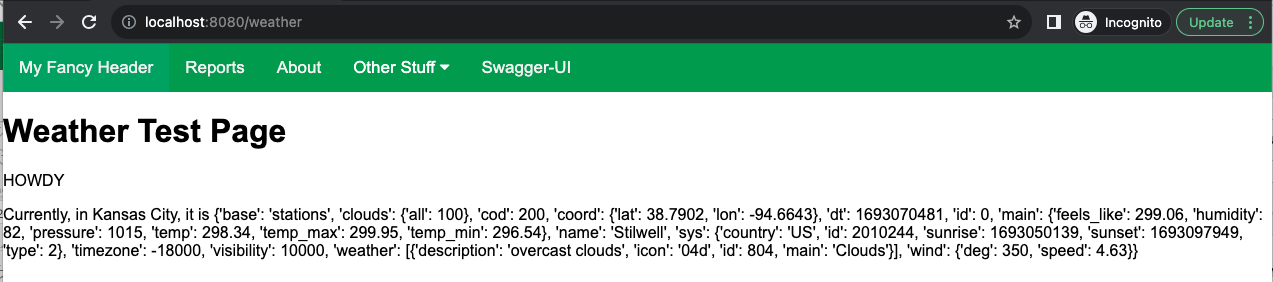 localhost:8080/weather
Incognito
Update
My Fancy Header Reports About Other Stuff Swagger-UI
Weather Test Page
HOWDY
Currently, in Kansas City, it is {'base': 'stations', 'clouds': {'all': 100}, 'cod': 200, 'coord': {'lat': 38.7902, 'lon': -94.6643}, 'dt': 1693070481, 'id': 0, 'main': {'feels_like': 299.06, 'humidity':
82, 'pressure': 1015, 'temp': 298.34, 'temp_max': 299.95, 'temp_min': 296.54}, 'name': 'Stilwell', 'sys': {'country': 'US', 'id': 2010244, 'sunrise': 1693050139, 'sunset': 1693097949,
'type': 2}, 'timezone': -18000, 'visibility': 10000, 'weather': [{'description': 'overcast clouds', 'icon': '04d', 'id': 804, 'main': 'Clouds'}], 'wind': {'deg': 350, 'speed': 4.63}}